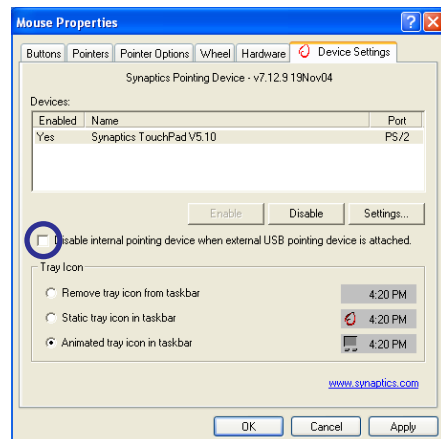 Mouse Properties
Buttons Pointers Pointer Options Wheel Hardware Device Settings
Synaptics Pointing Device - v7.12.9 19Nov04
Devices:
Enabled Name Port
Yes Synaptics TouchPad V5.10 PS/2
Enable Disable Settings...
Disable internal pointing device when external USB pointing device is attached.
Tray Icon
Remove tray icon from taskbar 4:20 PM
Static tray icon in taskbar 4:20 PM
Animated tray icon in taskbar 4:20 PM
www.synaptics.com
OK Cancel Apply